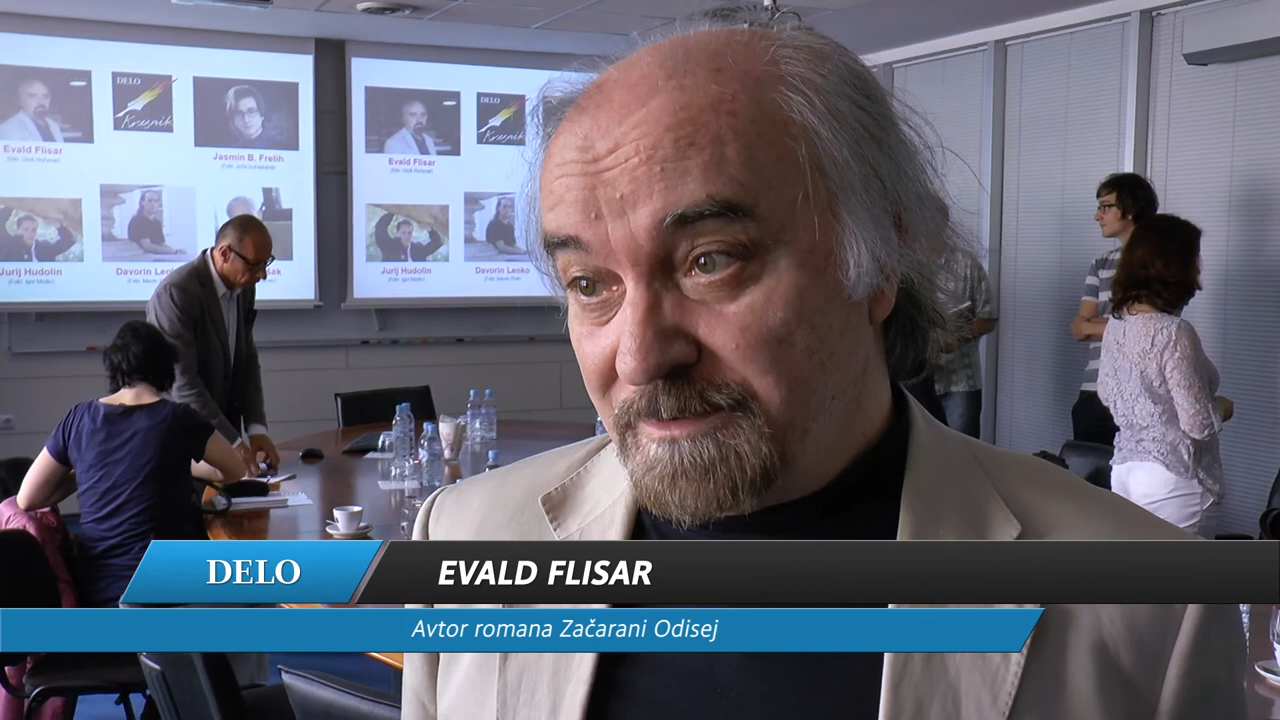 DELO
Kresnik
Evald Flisar
Jasmin B. Frelih
Jurij Hudolin
Davorin
DELO
Kresnik
Evald Flisar
Jurij Hudolin
Davorin Lenko
DELO
EVALD FLISAR
Avtor romana Začarani Odisej